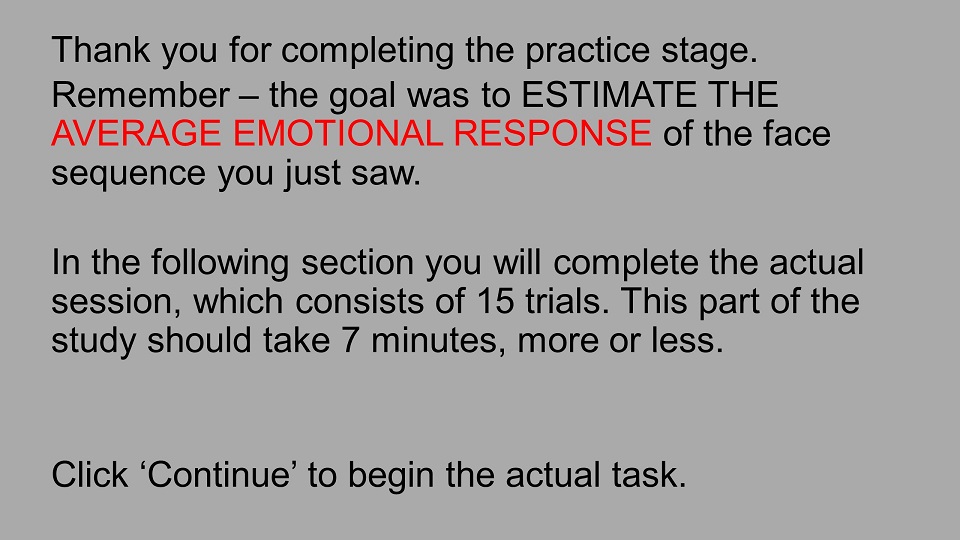 Thank you for completing the practice stage.
Remember – the goal was to ESTIMATE THE
AVERAGE EMOTIONAL RESPONSE of the face
sequence you just saw.
In the following section you will complete the actual
session, which consists of 15 trials. This part of the
study should take 7 minutes, more or less.
Click ‘Continue’ to begin the actual task.